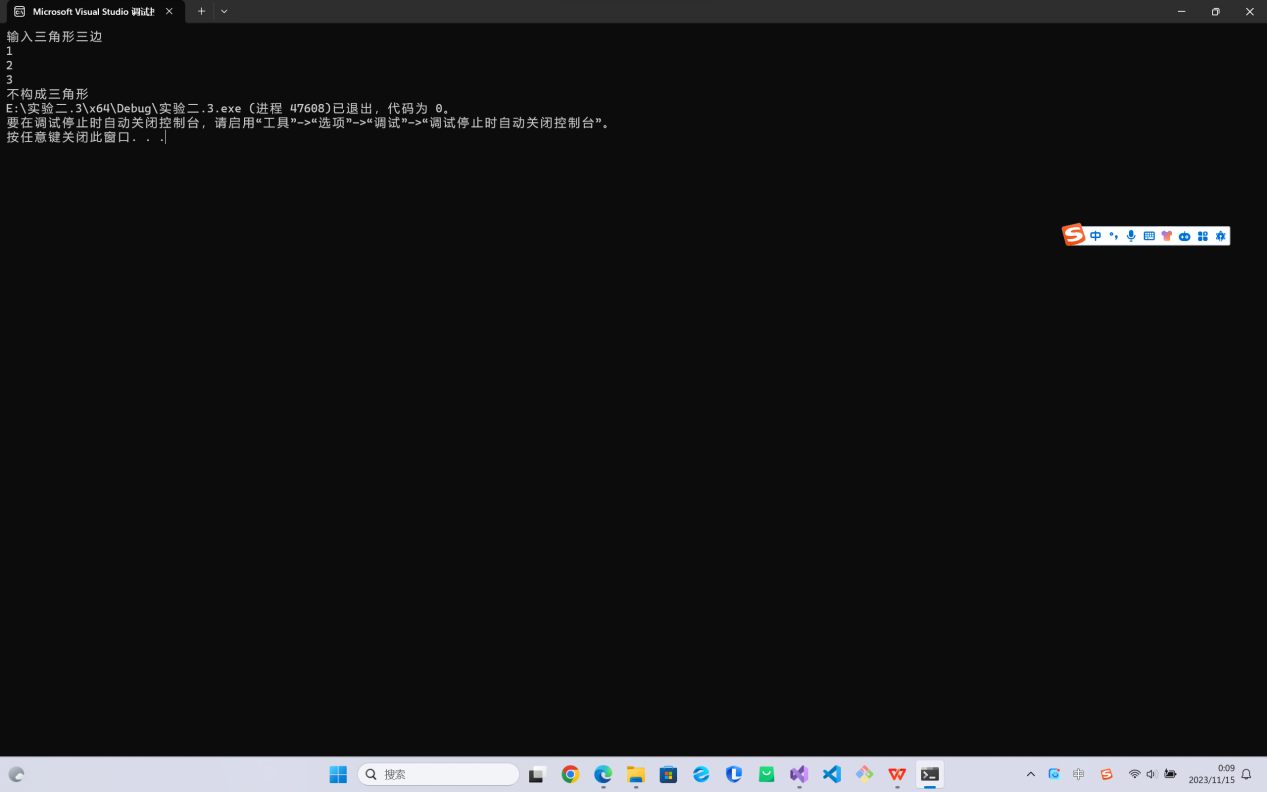 Microsoft Visual Studio 调试
输入三角形三边
1
2
3
不构成三角形
E:\实验二.3\x64\Debug\实验二.3.exe (进程 47608)已退出，代码为 0。
要在调试停止时自动关闭控制台，请启用“工具”->“选项”->“调试”->“调试停止时自动关闭控制台”。
按任意键关闭此窗口. . .
中
搜索
中
0:09
2023/11/15